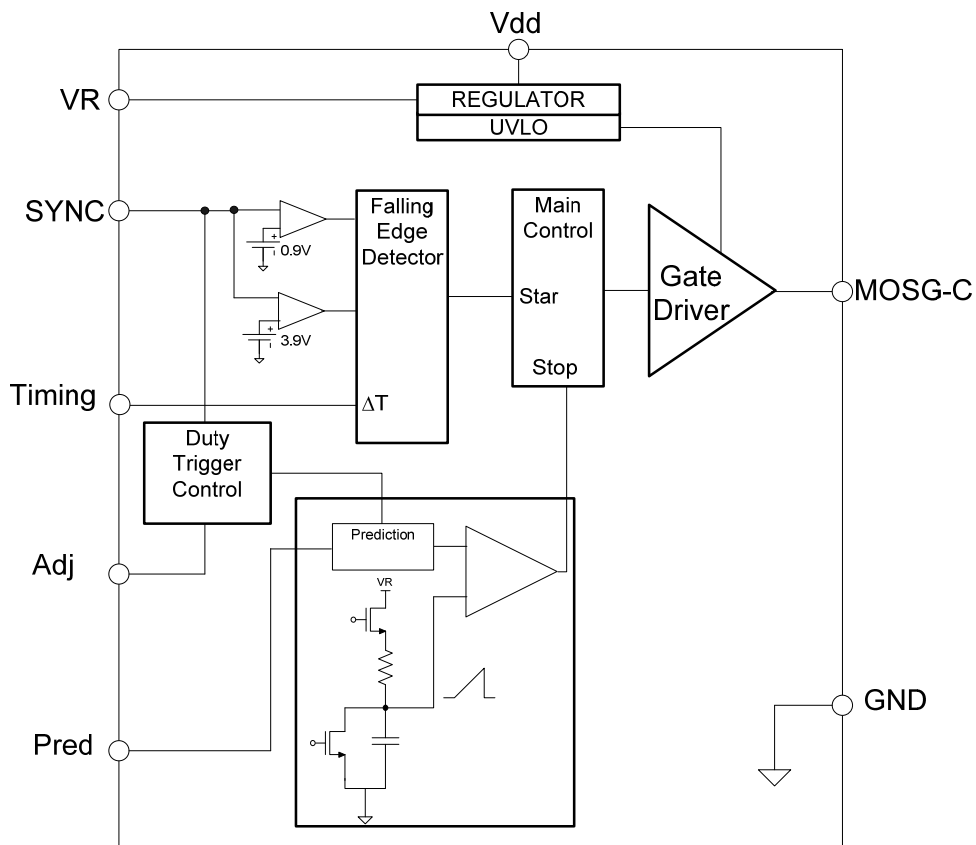 Vdd
VR
REGULATOR
UVLO
SYNC
+
-
0.9V
+
-
3.9V
Falling
Edge
Detector
ΔT
Main
Control
Star
Stop
Gate
Driver
MOSG-C
Timing
Duty
Trigger
Control
Adj
Prediction
VR
Pred
GND